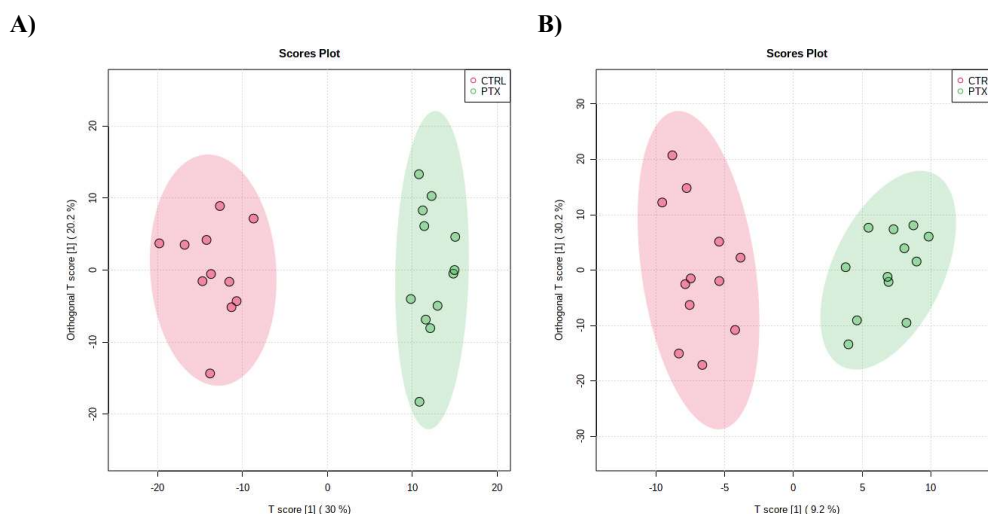 A)
B)
Scores Plot
CTRL
PTX
Orthogonal T score [1] ( 20.2 %)
20
10
0
-10
-20
-20
-10
0
10
20
T score [1] ( 30 %)
Scores Plot
CTR
PTX
Orthogonal T score [1] ( 30.2 %)
30
20
10
0
-10
-20
-30
-10
-5
0
5
10
T score [1] ( 9.2 %)